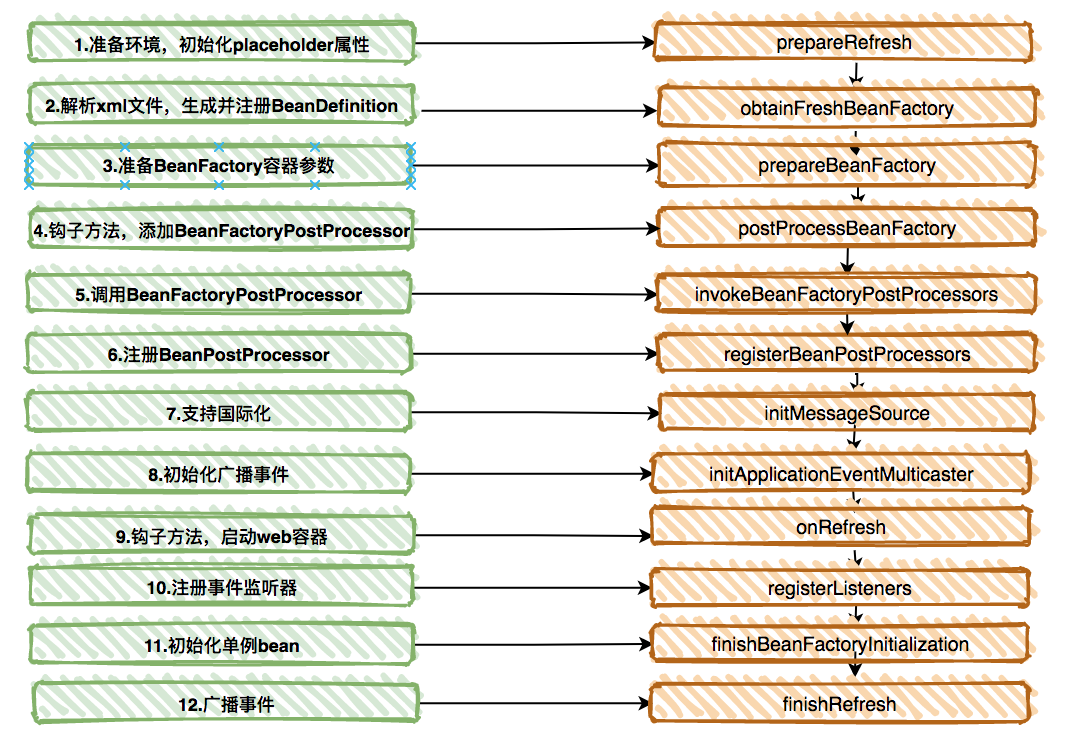 1.准备环境，初始化placeholder属性
prepareRefresh
2.解析xml文件，生成并注册BeanDefinition
obtainFreshBeanFactory
3.准备BeanFactory容器参数
prepareBeanFactory
4.钩子方法，添加BeanFactoryPostProcessor
postProcessBeanFactory
5.调用BeanFactoryPostProcessor
invokeBeanFactoryPostProcessors
6.注册BeanPostProcessor
registerBeanPostProcessors
7.支持国际化
initMessageSource
8.初始化广播事件
initApplicationEventMulticaster
9.钩子方法，启动web容器
onRefresh
10.注册事件监听器
registerListeners
11.初始化单例bean
finishBeanFactoryInitialization
12.广播事件
finishRefresh